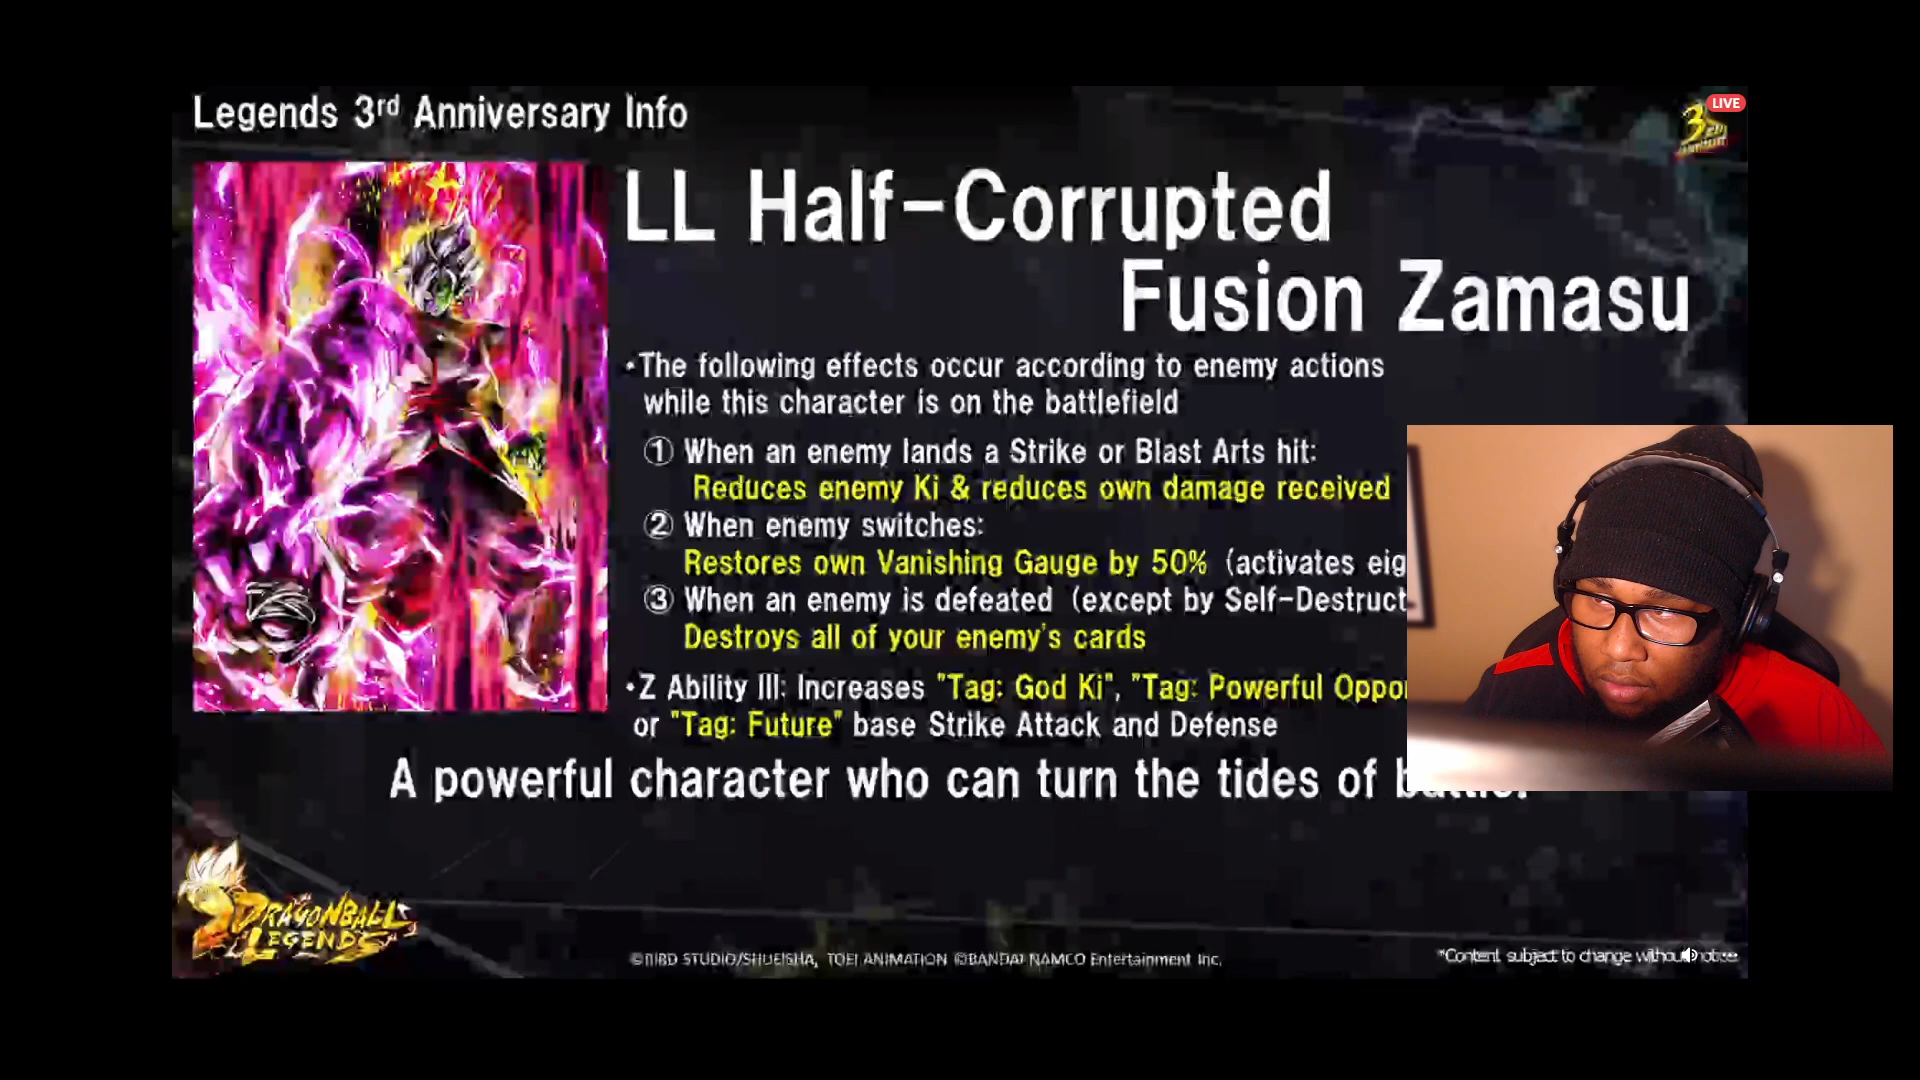 Legends 3rd Anniversary Info
LIVE
3
LL Half-Corrupted
Fusion Zamasu
・The following effects occur according to enemy actions
while this character is on the battlefield
① When an enemy lands a Strike or Blast Arts hit:
Reduces enemy Ki & reduces own damage received
② When enemy switches:
Restores own Vanishing Gauge by 50% (activates
③ When an enemy is defeated (except by Self-Destruct
Destroys all of your enemy's cards
・Z Ability III: Increases "Tag: God Ki", "Tag: Powerful
or "Tag: Future" base Strike Attack and Defense
A powerful character who can turn the tides of
DRAGONBALL
LEGENDS
©BIRD STUDIO/SHUEISHA, TOEI ANIMATION ©BANDAI NAMCO Entertainment Inc.
*Content subject to change without notice